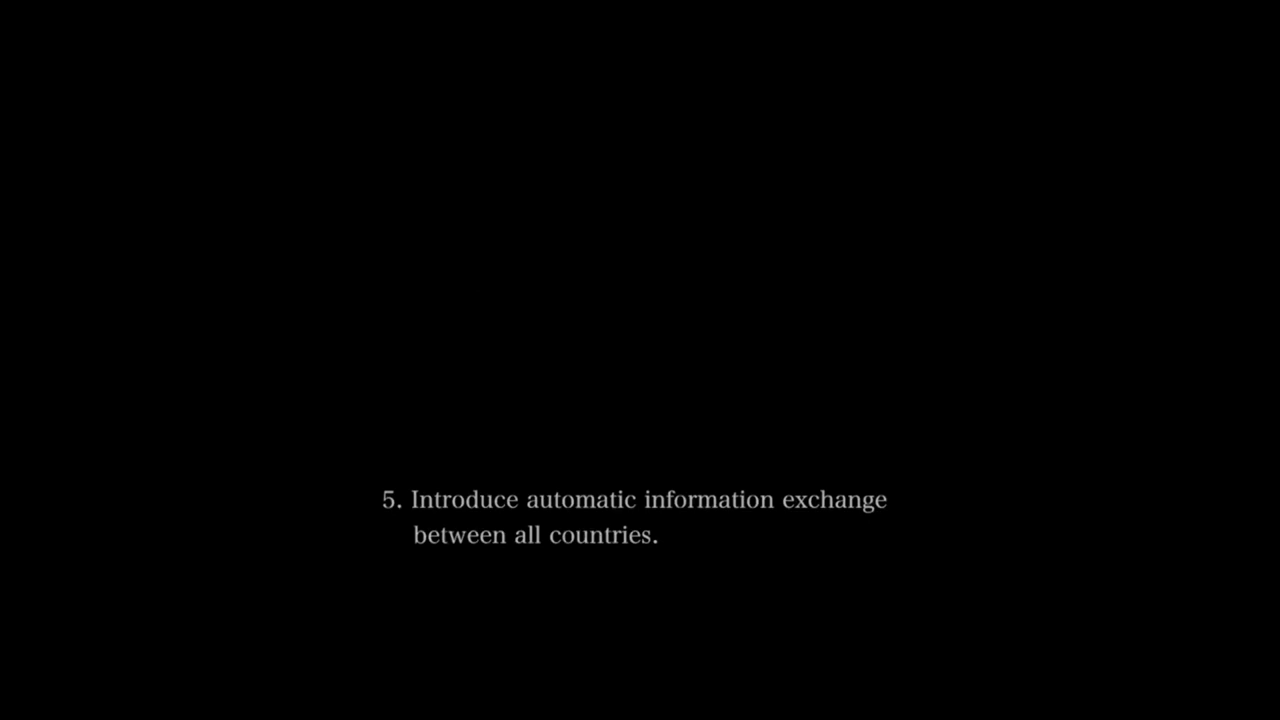 5. Introduce automatic information exchange
between all countries.